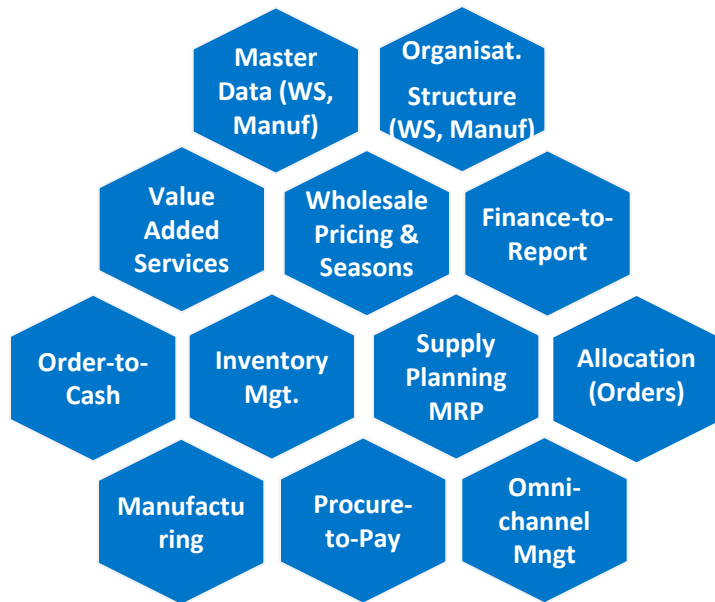 Master
Data (WS,
Manuf)
Organisat.
Structure
(WS, Manuf)
Value
Added
Services
Wholesale
Pricing &
Seasons
Finance-to-
Report
Order-to-
Cash
Inventory
Mgt.
Supply
Planning
MRP
Allocation
(Orders)
Manufactu
ring
Procure-
to-Pay
Omni-
channel
Mngt